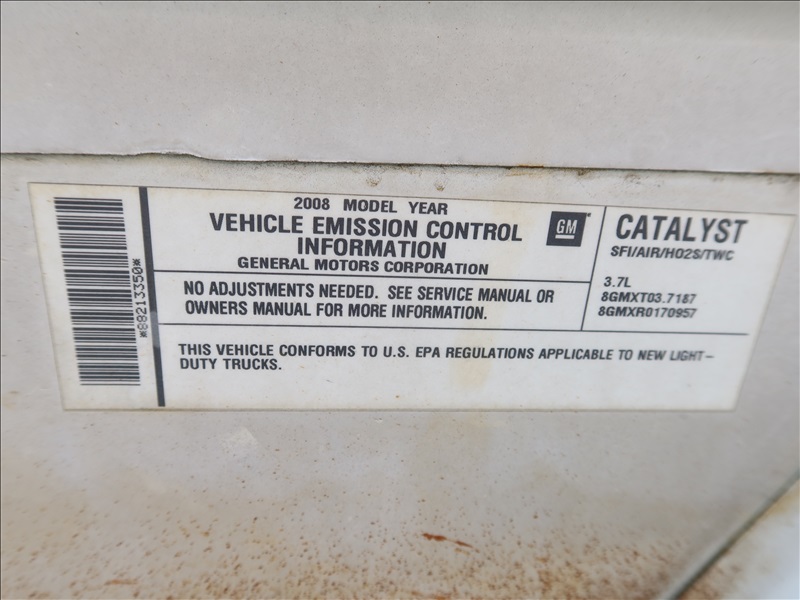 2008 MODEL YEAR
VEHICLE EMISSION CONTROL
INFORMATION
GENERAL MOTORS CORPORATION
GM
NO ADJUSTMENTS NEEDED. SEE SERVICE MANUAL OR
OWNERS MANUAL FOR MORE INFORMATION.
CATALYST
SFI/AIR/HO2S/TWC
3.7L
8GMXT03.7187
8GMXR0170957
THIS VEHICLE CONFORMS TO U.S. EPA REGULATIONS APPLICABLE TO NEW LIGHT-
DUTY TRUCKS.
*88213350*